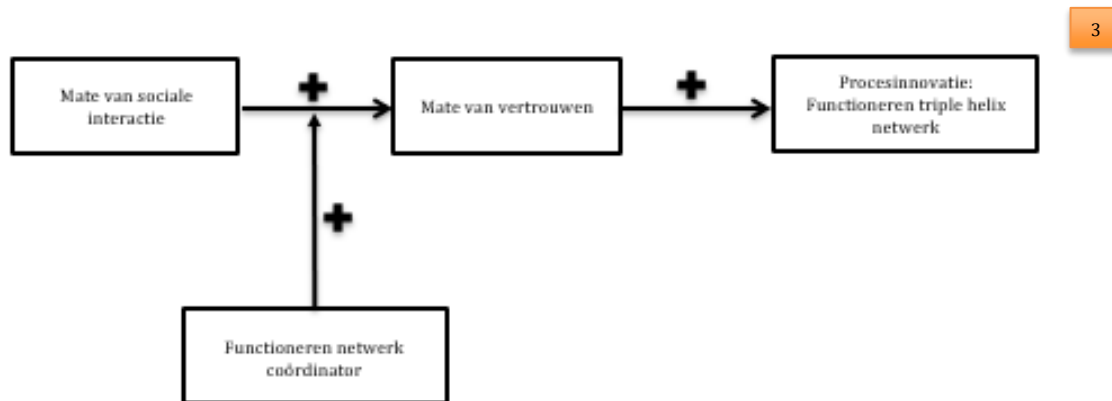 3
Mate van sociale
interactie
Mate van vertrouwen
Procesinnovatie:
Functioneren triple helix
netwerk
Functioneren netwerk
coördinator